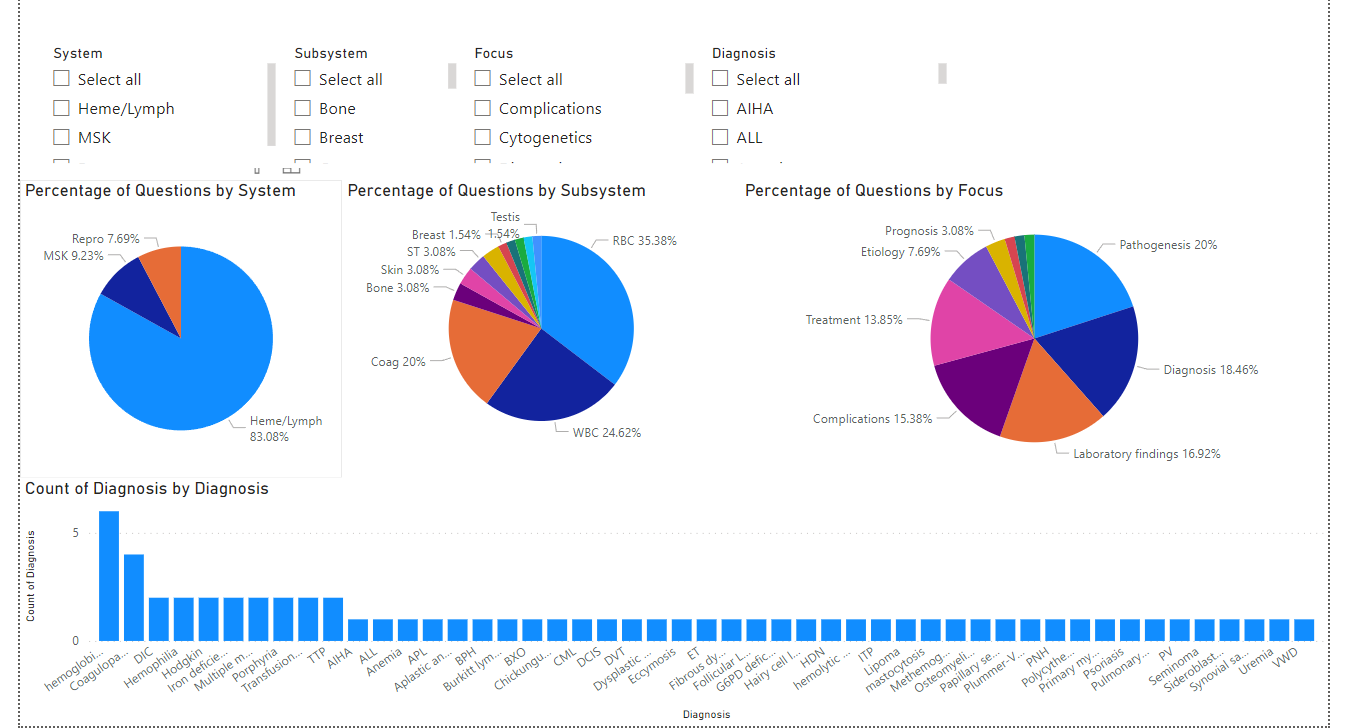 System
Select all
Heme/Lymph
MSK
Subsystem
Select all
Bone
Breast
Focus
Select all
Complications
Cytogenetics
Diagnosis
Select all
AIHA
ALL
Percentage of Questions by System
Repro 7.69%
MSK 9.23%
Heme/Lymph
83.08%
Percentage of Questions by Subsystem
Testis
1.54%
Breast 1.54%
ST 3.08%
Skin 3.08%
Bone 3.08%
Coag 20%
RBC 35.38%
WBC 24.62%
Percentage of Questions by Focus
Prognosis 3.08%
Etiology 7.69%
Treatment 13.85%
Complications 15.38%
Pathogenesis 20%
Diagnosis 18.46%
Laboratory findings 16.92%
Count of Diagnosis by Diagnosis
Count of Diagnosis
5
0
hemoglobi...
Coagulopa...
DIC
Hemophilia
Hodgkin
Iron deficie...
Multiple m...
Porphyria
Transfusion...
TTP
AIHA
ALL
Anemia
APL
Aplastic an...
BPH
Burkitt lym...
BXO
Chickungu...
CML
DCIS
DVT
Dysplastic ...
Eccymosis
ET
Fibrous dy...
Follicular L...
G6PD defic...
Hairy cell l...
HDN
hemolytic ...
ITP
Lipoma
mastocytosis
Methemog...
Osteomyeli...
Papillary se...
Plummer-V...
PNH
Polycythe...
Primary my...
Psoriasis
Pulmonary...
PV
Seminoma
Sideroblast...
Synovial sa...
Uremia
VWD
Diagnosis